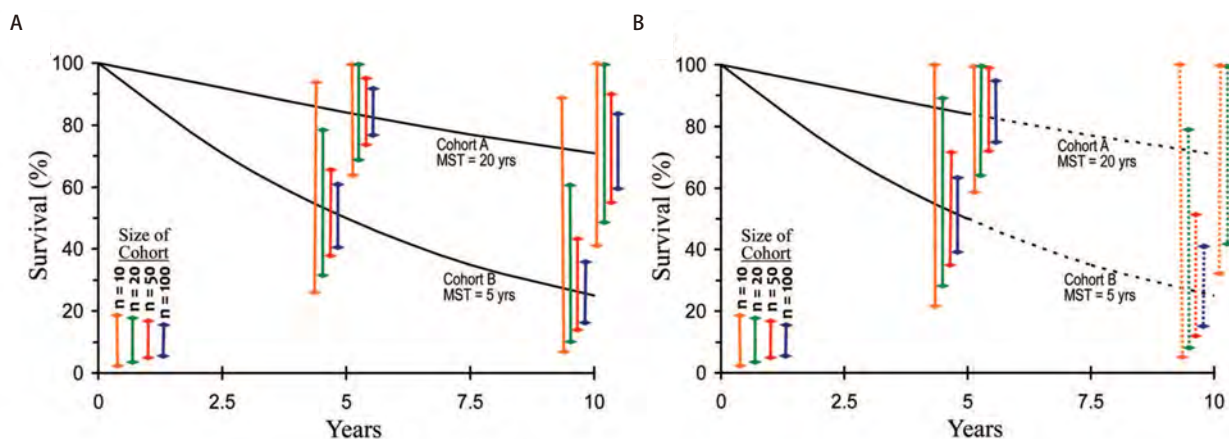 A
100
80
60
40
20
0
Survival (%)
Size of
Cohort
n = 10
n = 20
n = 50
n = 100
Cohort A
MST = 20 yrs
Cohort B
MST = 5 yrs
0
2.5
5
7.5
10
Years
B
100
80
60
40
20
0
Survival (%)
Size of
Cohort
n = 10
n = 20
n = 50
n = 100
Cohort A
MST = 20 yrs
Cohort B
MST = 5 yrs
0
2.5
5
7.5
10
Years